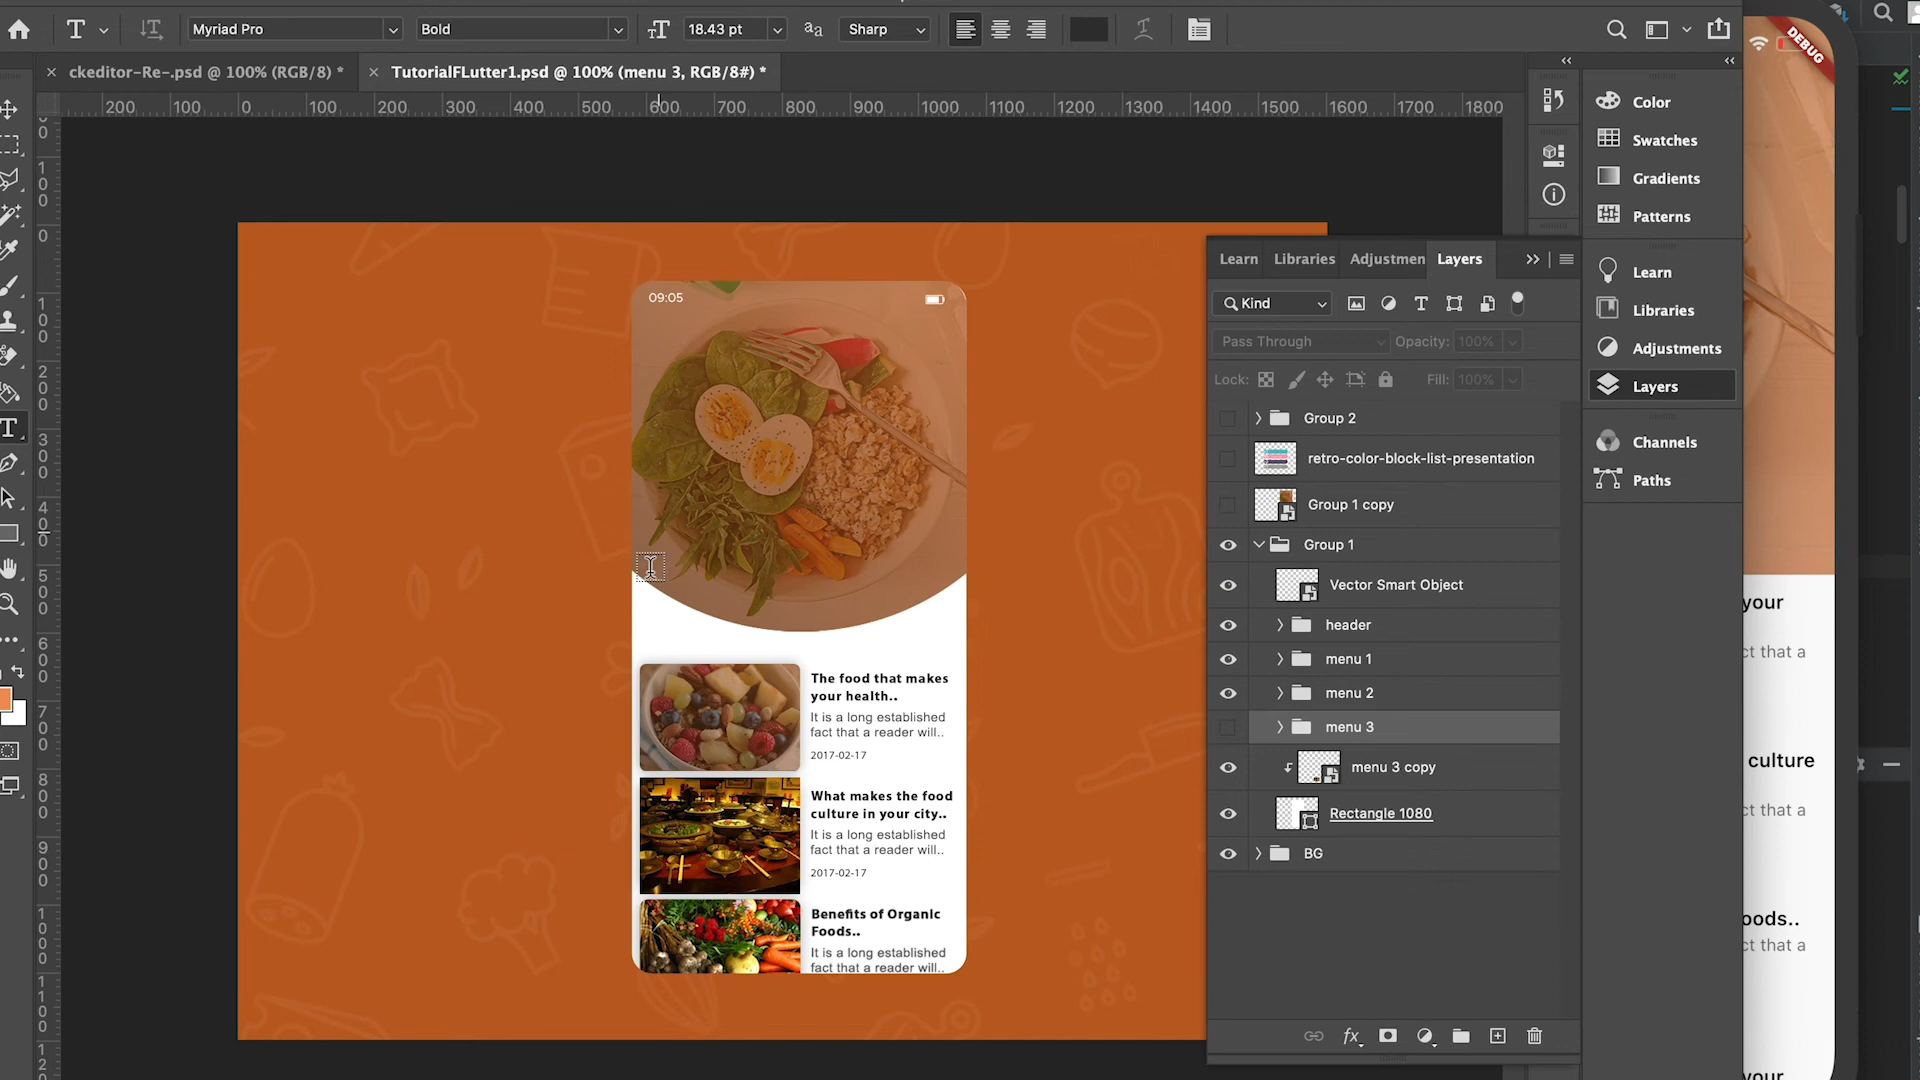 Myriad Pro
Bold
18.43 pt
Sharp
ckeditor-Re-.psd @ 100% (RGB/8) *
TutorialFLutter1.psd @ 100% (menu 3, RGB/8#) *
200 100 0 100 200 300 400 500 600 700 800 900 1000 1100 1200 1300 1400 1500 1600 1700 1800
DEBUG
Color
Swatches
Gradients
Patterns
Learn
Libraries
Adjustments
Layers
Channels
Paths
Learn Libraries Adjustmen Layers
Kind
Pass Through Opacity: 100%
Lock: Fill: 100%
Group 2
retro-color-block-list-presentation
Group 1 copy
Group 1
Vector Smart Object
header
menu 1
menu 2
menu 3
menu 3 copy
Rectangle 1080
BG
09:05
The food that makes
your health..
It is a long established
fact that a reader will..
2017-02-17
What makes the food
culture in your city..
It is a long established
fact that a reader will..
2017-02-17
Benefits of Organic
Foods..
It is a long established
fact that a reader will..
your
ct that a
culture
ct that a
oods..
ct that a
your